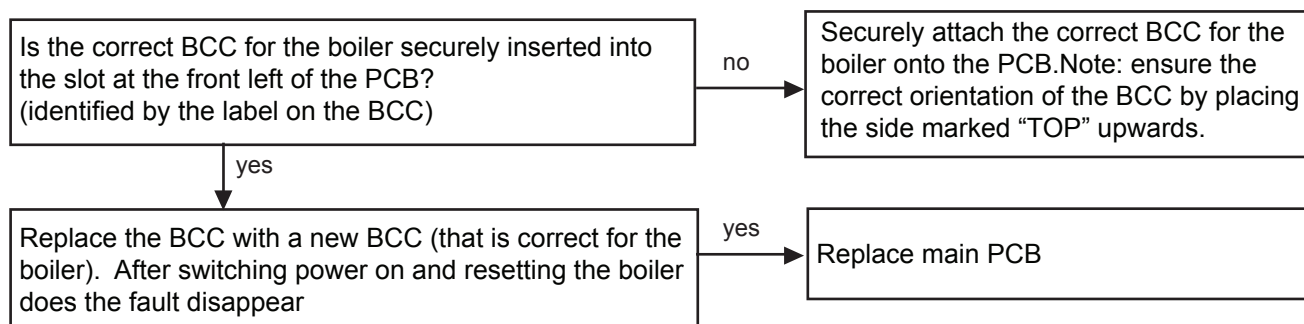 Is the correct BCC for the boiler securely inserted into
the slot at the front left of the PCB?
(identified by the label on the BCC)
no
Securely attach the correct BCC for the
boiler onto the PCB.Note: ensure the
correct orientation of the BCC by placing
the side marked “TOP” upwards.
yes
Replace the BCC with a new BCC (that is correct for the
boiler).  After switching power on and resetting the boiler
does the fault disappear
yes
Replace main PCB